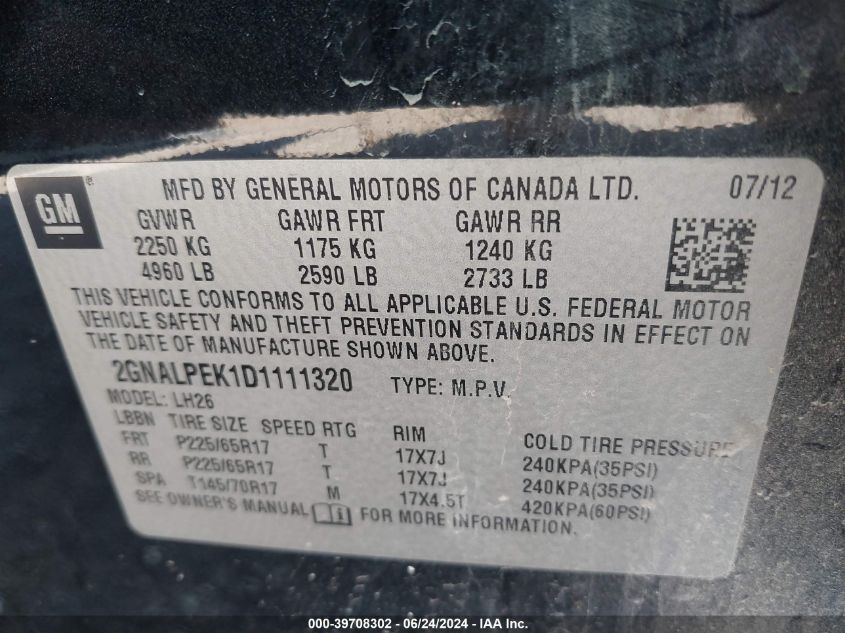 GM ®
MFD BY GENERAL MOTORS OF CANADA LTD. 07/12
GVWR GAWR FRT GAWR RR
2250 KG 1175 KG 1240 KG
4960 LB 2590 LB 2733 LB
THIS VEHICLE CONFORMS TO ALL APPLICABLE U.S. FEDERAL MOTOR
VEHICLE SAFETY AND THEFT PREVENTION STANDARDS IN EFFECT ON
THE DATE OF MANUFACTURE SHOWN ABOVE.
2GNALPEK1D1111320 TYPE: M.P.V.
MODEL: LH26
LBBN TIRE SIZE SPEED RTG RIM COLD TIRE PRESSURE
FRT P225/65R17 T 17X7J 240KPA(35PSI)
RR P225/65R17 T 17X7J 240KPA(35PSI)
SPA T145/70R17 M 17X4.5T 420KPA(60PSI)
SEE OWNER'S MANUAL FOR MORE INFORMATION.
000-39708302 - 06/24/2024 - IAA Inc.